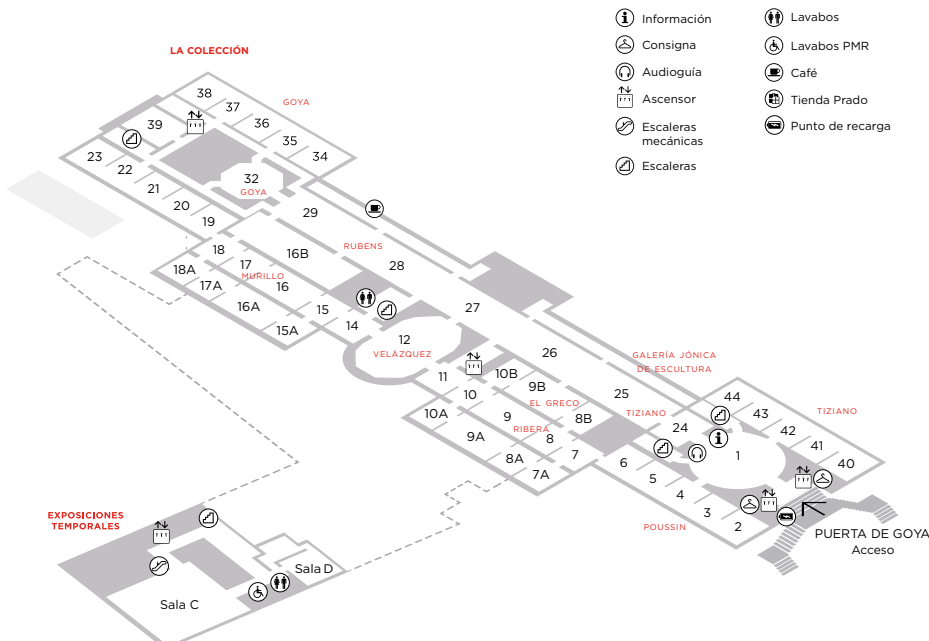 Información
Consigna
Audioguía
Ascensor
Escaleras
mecánicas
Escaleras
Lavabos
Lavabos PMR
Café
Tienda Prado
Punto de recarga
LA COLECCIÓN
38
37
GOYA
36
39
35
34
23
22
32
21
GOYA
20
29
19
RUBENS
18
16B
28
17
18A
MURILLO
17A
16
16A
15
27
15A
14
12
VELÁZQUEZ
26
GALERÍA JÓNICA
DE ESCULTURA
11
10B
10
9B
25
44
EL GRECO
43
TIZIANO
10A
9
8B
TIZIANO
24
42
RIBERA
9A
8
41
8A
7
6
1
40
7A
5
4
3
2
POUSSIN
PUERTA DE GOYA
Acceso
EXPOSICIONES
TEMPORALES
Sala D
Sala C